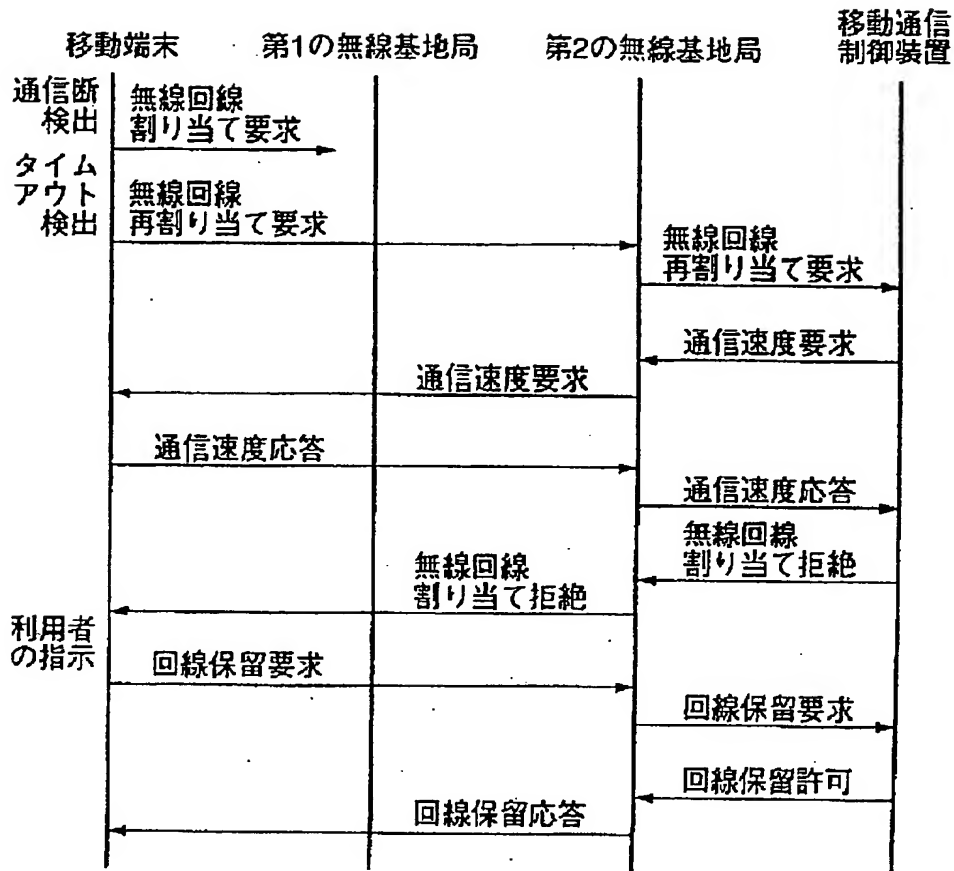 移動端末
第1の無線基地局
第2の無線基地局
移動通信
制御装置
通信断
検出
無線回線
割り当て要求
タイム
アウト
検出
無線回線
再割り当て要求
無線回線
再割り当て要求
通信速度要求
通信速度要求
通信速度応答
通信速度応答
無線回線
割り当て拒絶
無線回線
割り当て拒絶
利用者
の指示
回線保留要求
回線保留要求
回線保留許可
回線保留応答